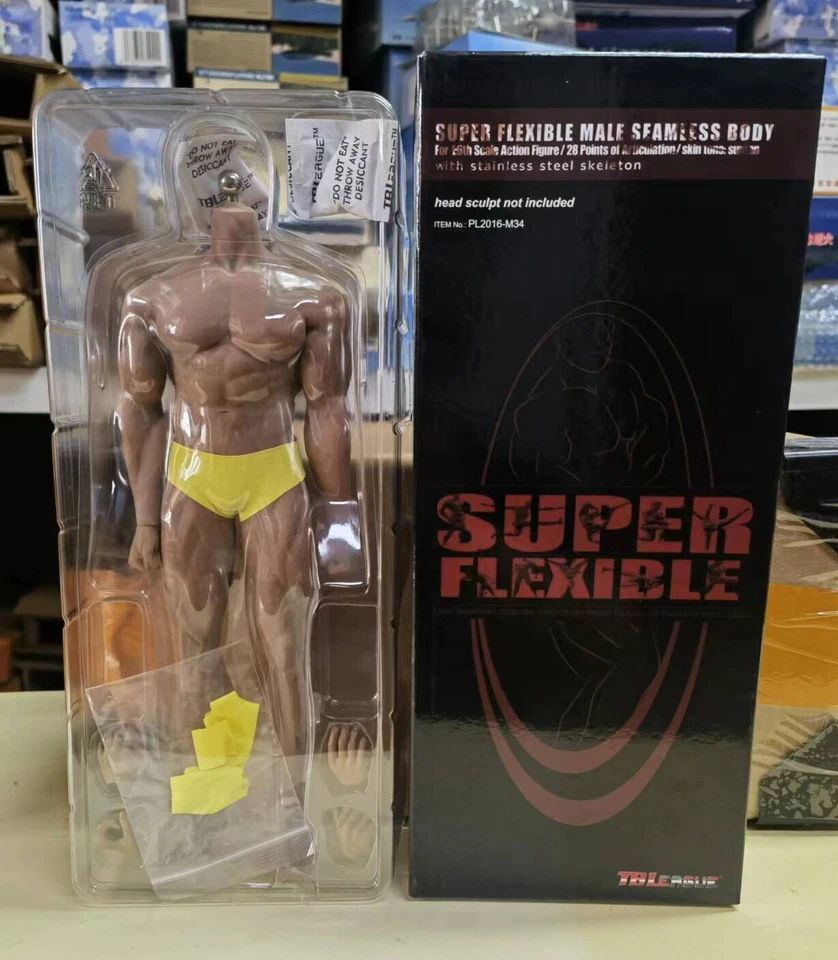 DO NOT EAT
THROW AWAY
DESICCANT
DESICCANT
TBLEAGUE™
"DO NOT EAT"
THROW AWAY
DESICCANT
SUPER FLEXIBLE MALE SEAMLESS BODY
For 1/6th Scale Action Figure / 28 Points of Articulation / skin tone: suntan
with stainless steel skeleton
head sculpt not included
ITEM No.: PL2016-M34
SUPER
FLEXIBLE
TBLEAGUE